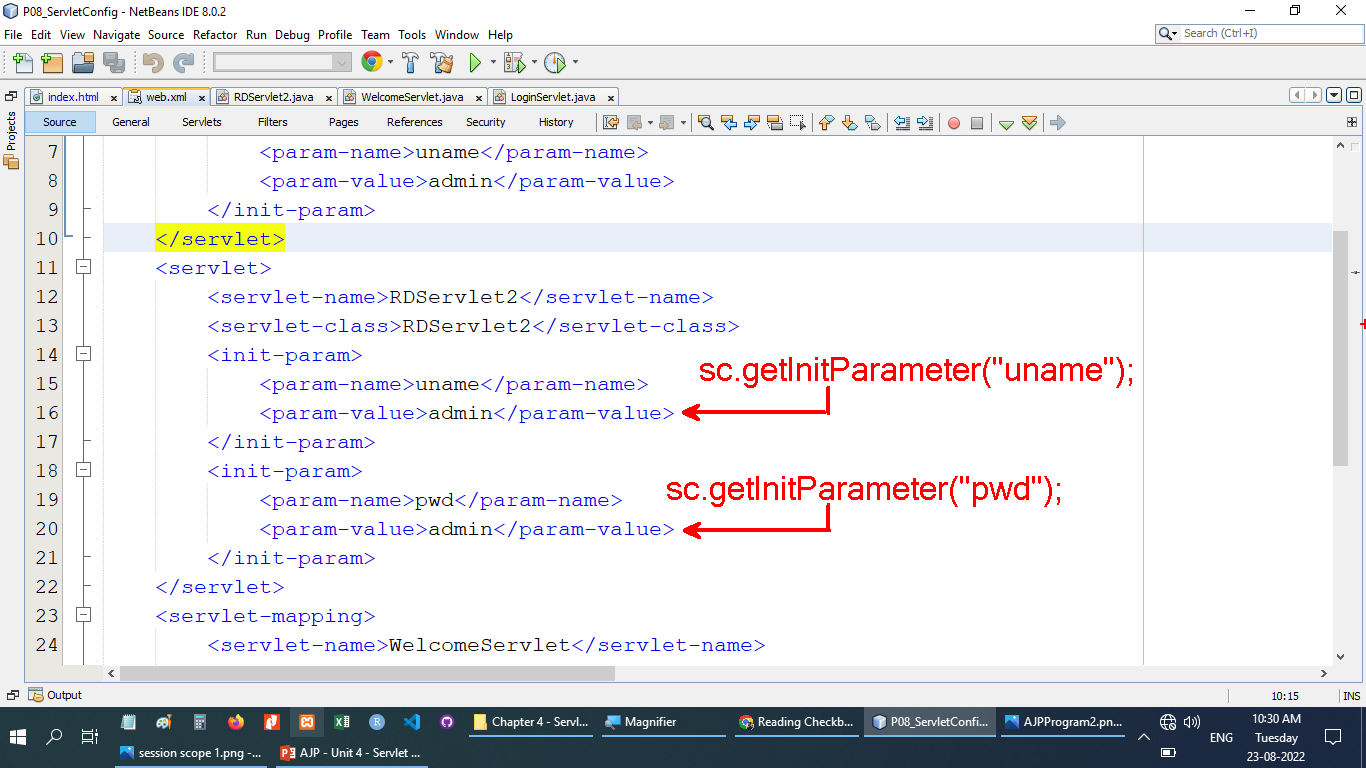 P08_ServletConfig - NetBeans IDE 8.0.2
File Edit View Navigate Source Refactor Run Debug Profile Team Tools Window Help
Search (Ctrl+I)
index.html web.xml RDServlet2.java WelcomeServlet.java LoginServlet.java
Projects
Source General Servlets Filters Pages References Security History
7 <param-name>uname</param-name>
8 <param-value>admin</param-value>
9 </init-param>
10 </servlet>
11 <servlet>
12 <servlet-name>RDServlet2</servlet-name>
13 <servlet-class>RDServlet2</servlet-class>
14 <init-param>
sc.getInitParameter("uname");
15 <param-name>uname</param-name>
16 <param-value>admin</param-value>
17 </init-param>
18 <init-param>
sc.getInitParameter("pwd");
19 <param-name>pwd</param-name>
20 <param-value>admin</param-value>
21 </init-param>
22 </servlet>
23 <servlet-mapping>
24 <servlet-name>WelcomeServlet</servlet-name>
Output
10:15 INS
Chapter 4 - Servl... Magnifier Reading Checkb... P08_ServletConfi... AJPProgram2.pn...
session scope 1.png -... AJP - Unit 4 - Servlet ...
ENG
10:30 AM
Tuesday
23-08-2022